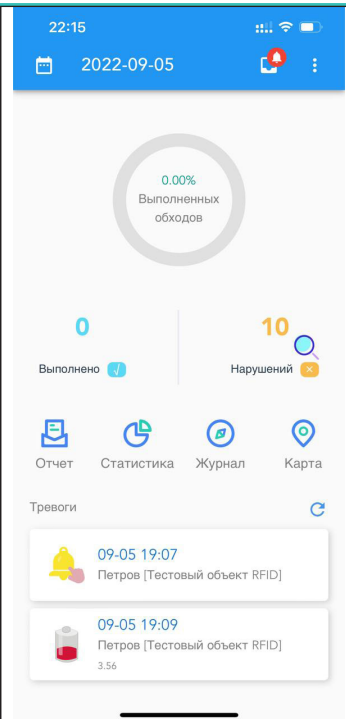 22:15
2022-09-05
0.00%
Выполненных
обходов
0
10
Выполнено
Нарушений
Отчет
Статистика
Журнал
Карта
Тревоги
09-05 19:07
Петров [Тестовый объект RFID]
09-05 19:09
Петров [Тестовый объект RFID]
3.56